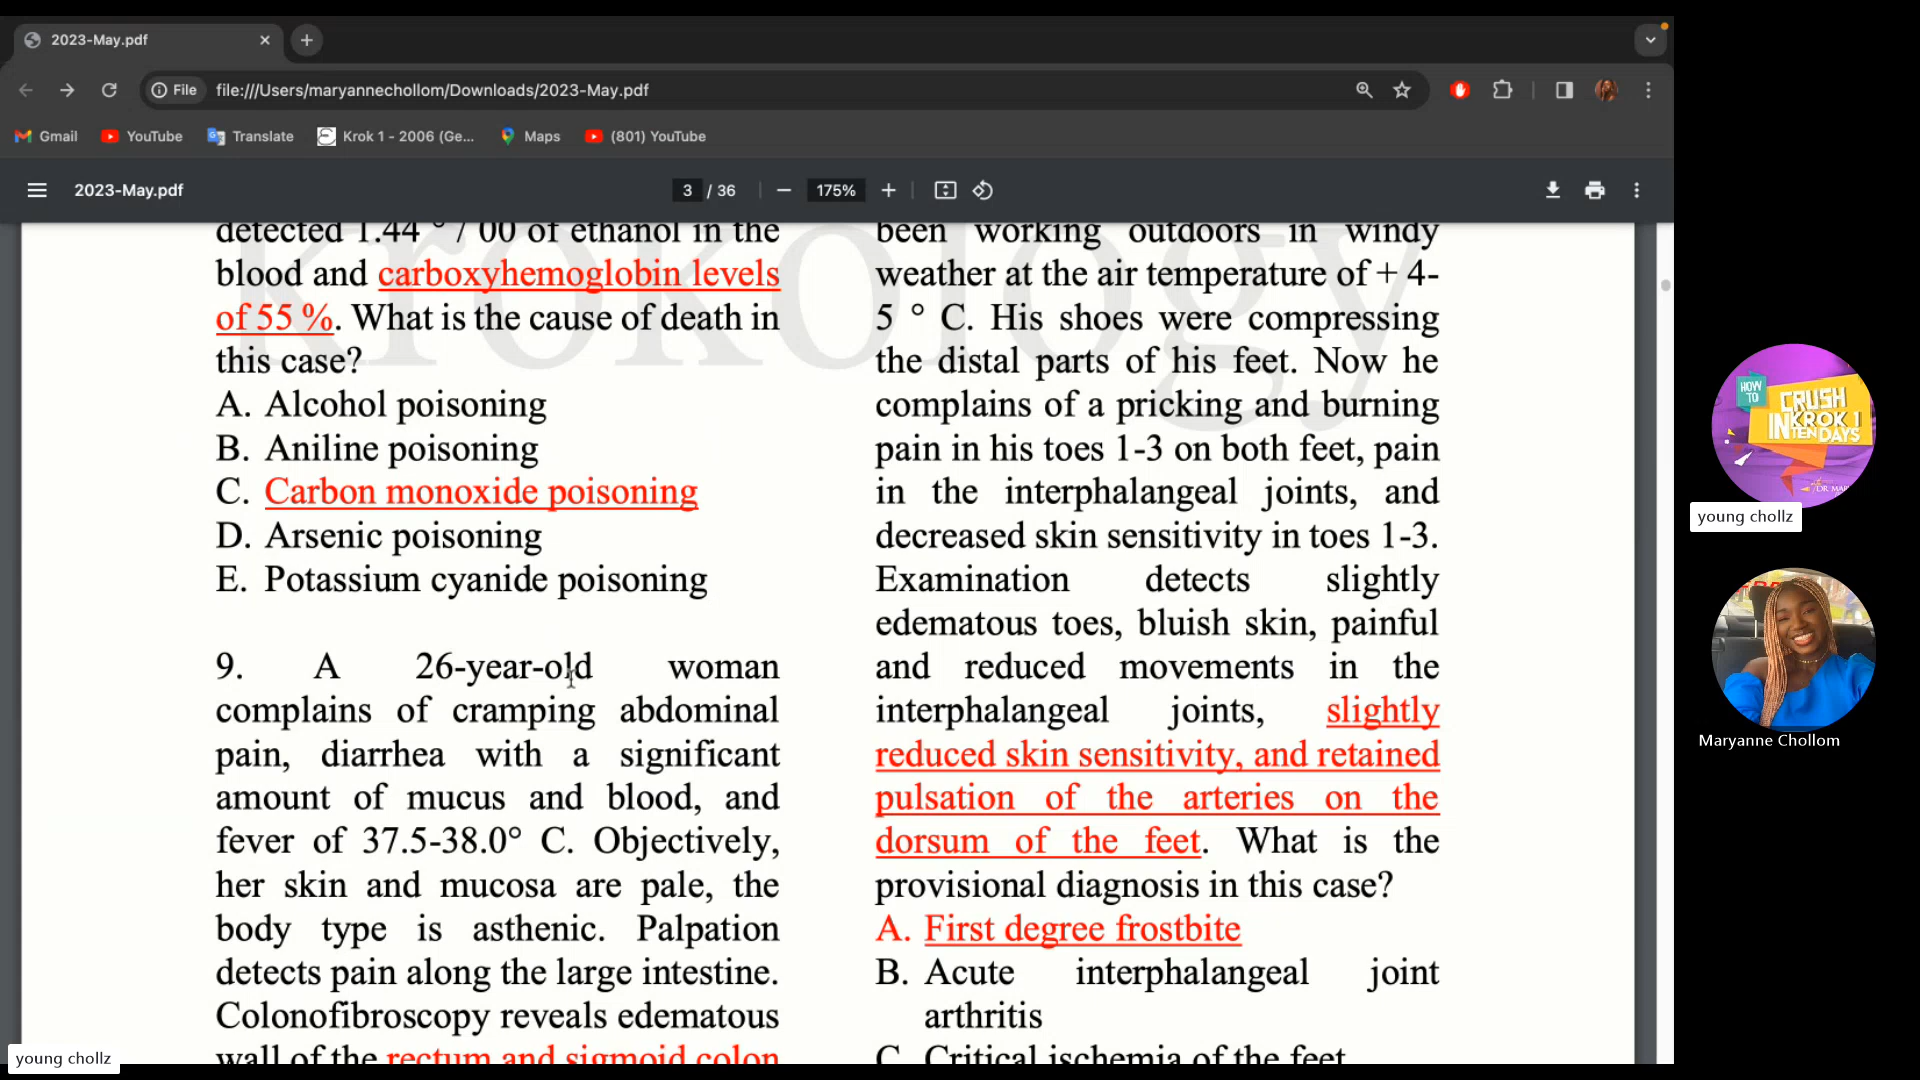 2023-May.pdf
File
file:///Users/maryannechollom/Downloads/2023-May.pdf
Gmail
YouTube
Translate
Krok 1 - 2006 (Ge...
Maps
(801) YouTube
2023-May.pdf
3 / 36
175%
krokology
detected 1.44 ° / 00 of ethanol in the
blood and carboxyhemoglobin levels
of 55 %. What is the cause of death in
this case?
A. Alcohol poisoning
B. Aniline poisoning
C. Carbon monoxide poisoning
D. Arsenic poisoning
E. Potassium cyanide poisoning
9. A 26-year-old woman
complains of cramping abdominal
pain, diarrhea with a significant
amount of mucus and blood, and
fever of 37.5-38.0° C. Objectively,
her skin and mucosa are pale, the
body type is asthenic. Palpation
detects pain along the large intestine.
Colonofibroscopy reveals edematous
wall of the rectum and sigmoid colon
been working outdoors in windy
weather at the air temperature of + 4-
5 ° C. His shoes were compressing
the distal parts of his feet. Now he
complains of a pricking and burning
pain in his toes 1-3 on both feet, pain
in the interphalangeal joints, and
decreased skin sensitivity in toes 1-3.
Examination detects slightly
edematous toes, bluish skin, painful
and reduced movements in the
interphalangeal joints, slightly
reduced skin sensitivity, and retained
pulsation of the arteries on the
dorsum of the feet. What is the
provisional diagnosis in this case?
A. First degree frostbite
B. Acute interphalangeal joint
arthritis
C. Critical ischemia of the feet
HOW
TO
CRUSH
KROK 1
IN TEN DAYS
young chollz
Maryanne Chollom
young chollz